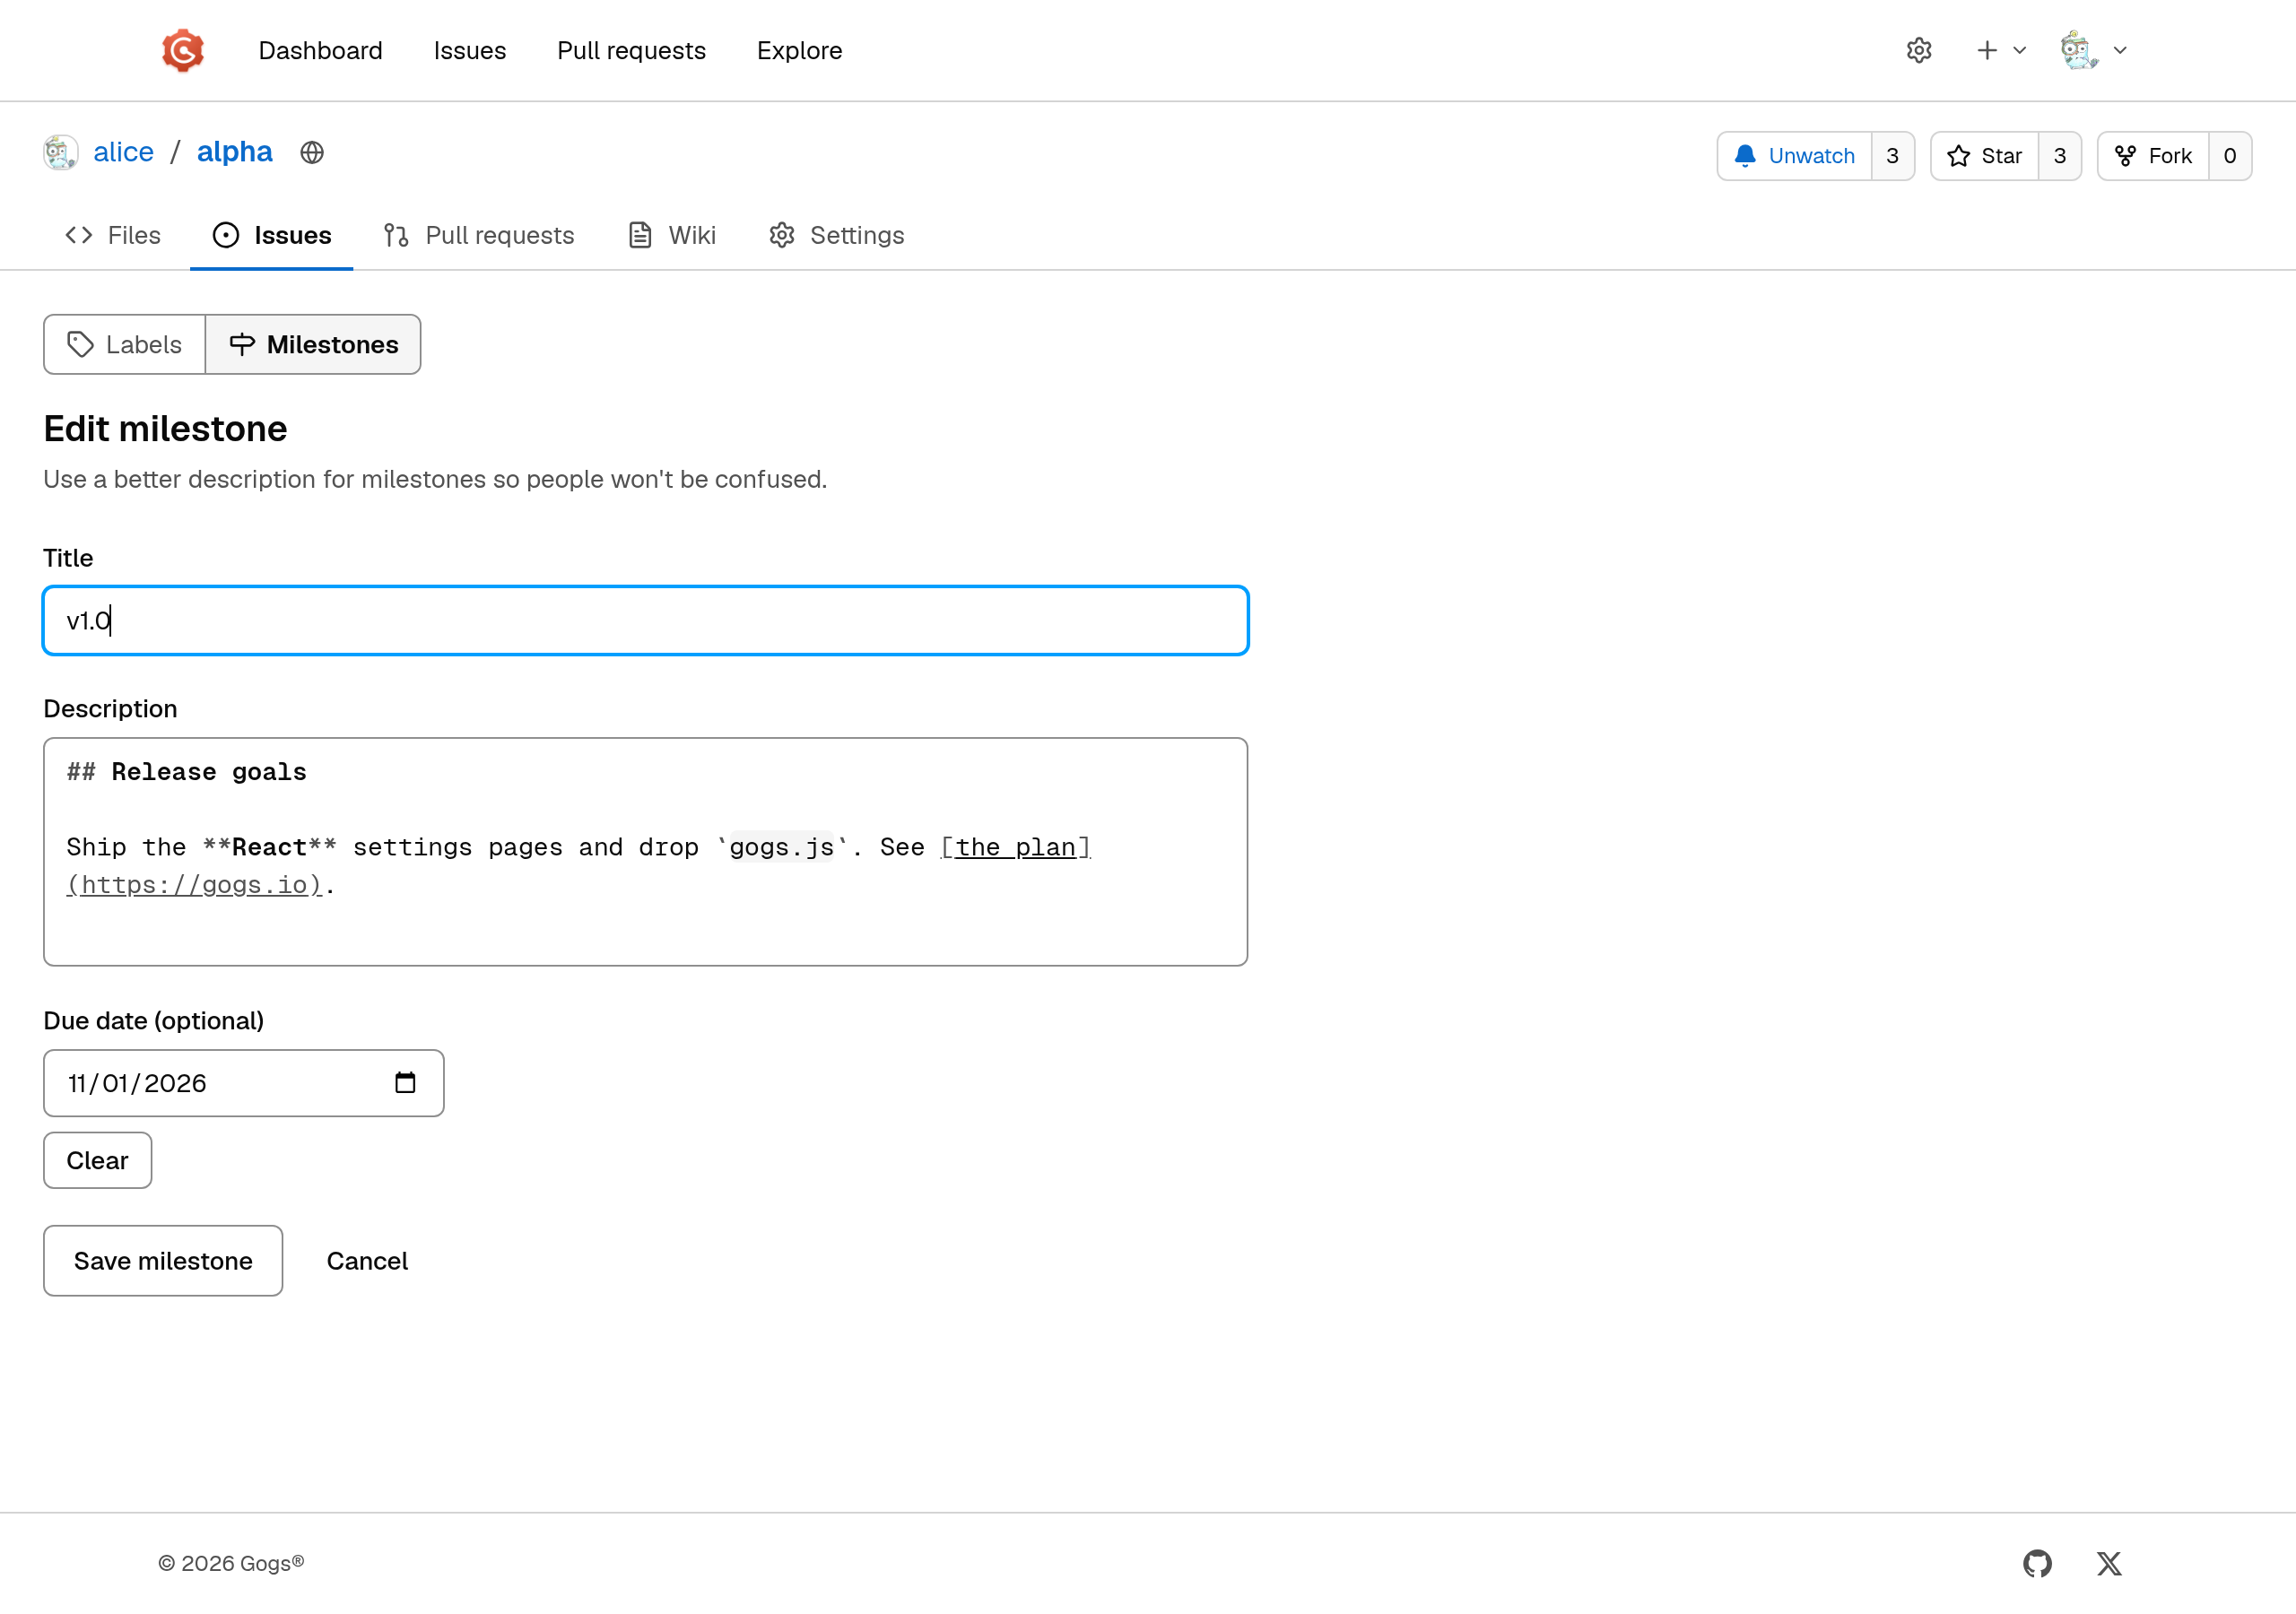 Dashboard Issues Pull requests Explore
alice / alpha
Unwatch 3 Star 3 Fork 0
Files Issues Pull requests Wiki Settings
Labels Milestones
Edit milestone
Use a better description for milestones so people won't be confused.
Title
v1.0
Description
## Release goals
Ship the **React** settings pages and drop `gogs.js`. See [the plan]
(https://gogs.io).
Due date (optional)
11/01/2026
Clear
Save milestone Cancel
© 2026 Gogs®